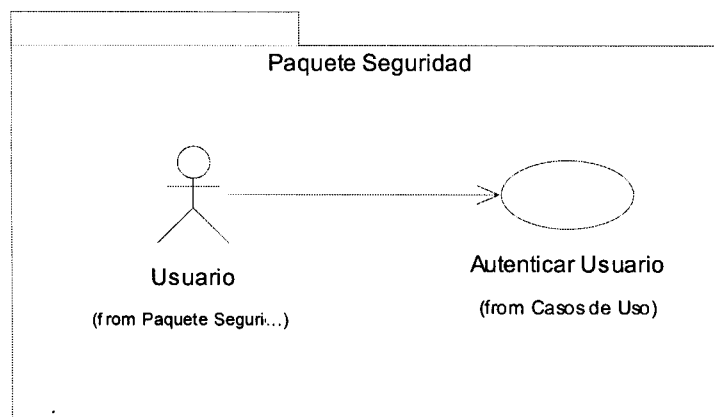 Paquete Seguridad
Usuario
(from Paquete Seguri...)
Autenticar Usuario
(from Casos de Uso)